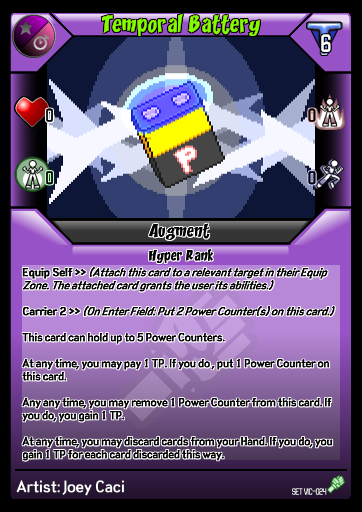 Temporal Battery
6
0
0
0
0
P
Augment
Hyper Rank
Equip Self >> (Attach this card to a relevant target in their Equip
Zone. The attached card grants the user its abilities.)
Carrier 2 >> (On Enter Field: Put 2 Power Counter(s) on this card.)
This card can hold up to 5 Power Counters.
At any time, you may pay 1 TP. If you do , put 1 Power Counter on
this card.
Any any time, you may remove 1 Power Counter from this card. If
you do, you gain 1 TP.
At any time, you may discard cards from your Hand. If you do, you
gain 1 TP for each card discarded this way.
Artist: Joey Caci
SET VIC-024